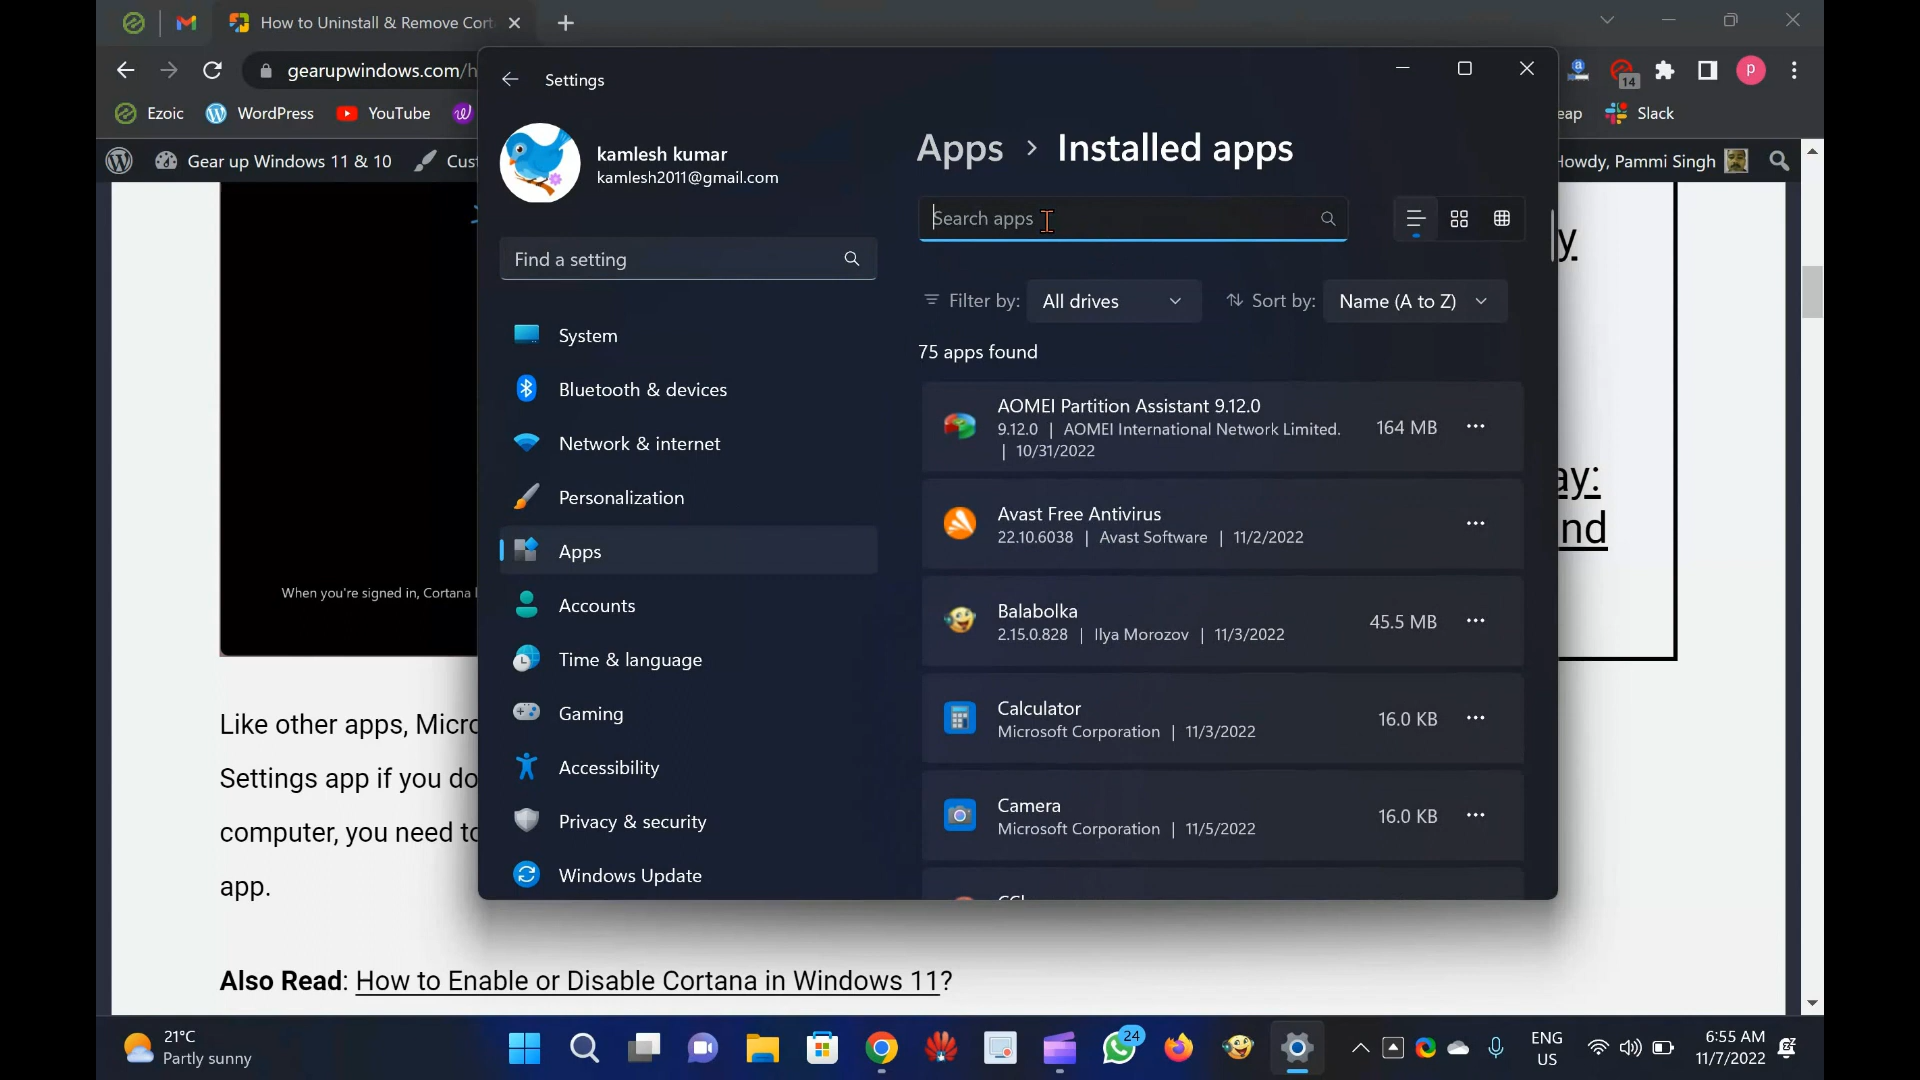 How to Uninstall & Remove Cort
gearupwindows.com/h
14
P
Ezoic
WordPress
YouTube
eap
Slack
Gear up Windows 11 & 10
Cus
Howdy, Pammi Singh
Settings
kamlesh kumar
kamlesh2011@gmail.com
Find a setting
System
Bluetooth & devices
Network & internet
Personalization
Apps
Accounts
Time & language
Gaming
Accessibility
Privacy & security
Windows Update
Apps > Installed apps
Search apps
Filter by: All drives
Sort by: Name (A to Z)
75 apps found
AOMEI Partition Assistant 9.12.0
9.12.0 | AOMEI International Network Limited.
| 10/31/2022
164 MB
Avast Free Antivirus
22.10.6038 | Avast Software | 11/2/2022
Balabolka
2.15.0.828 | Ilya Morozov | 11/3/2022
45.5 MB
Calculator
Microsoft Corporation | 11/3/2022
16.0 KB
Camera
Microsoft Corporation | 11/5/2022
16.0 KB
y
ay:
nd
When you're signed in, Cortana
Like other apps, Micro
Settings app if you do
computer, you need to
app.
Also Read: How to Enable or Disable Cortana in Windows 11?
21°C
Partly sunny
24
ENG
US
6:55 AM
11/7/2022